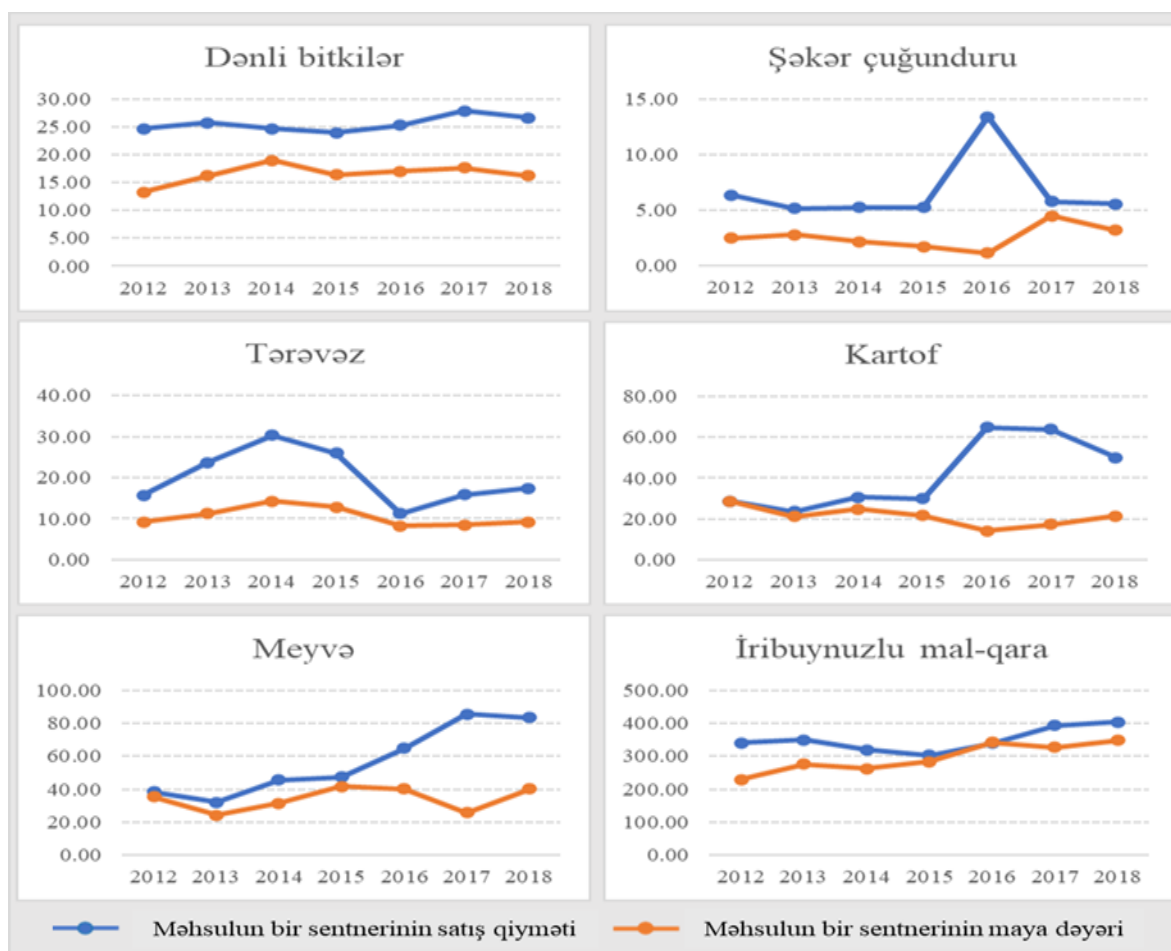 Dənli bitkilər
30.00
25.00
20.00
15.00
10.00
5.00
0.00
2012 2013 2014 2015 2016 2017 2018
Şəkər çuğunduru
15.00
10.00
5.00
0.00
2012 2013 2014 2015 2016 2017 2018
Tərəvəz
40.00
30.00
20.00
10.00
0.00
2012 2013 2014 2015 2016 2017 2018
Kartof
80.00
60.00
40.00
20.00
0.00
2012 2013 2014 2015 2016 2017 2018
Meyvə
100.00
80.00
60.00
40.00
20.00
0.00
2012 2013 2014 2015 2016 2017 2018
İribuynuzlu mal-qara
500.00
400.00
300.00
200.00
100.00
0.00
2012 2013 2014 2015 2016 2017 2018
Məhsulun bir sentnerinin satış qiyməti Məhsulun bir sentnerinin maya dəyəri